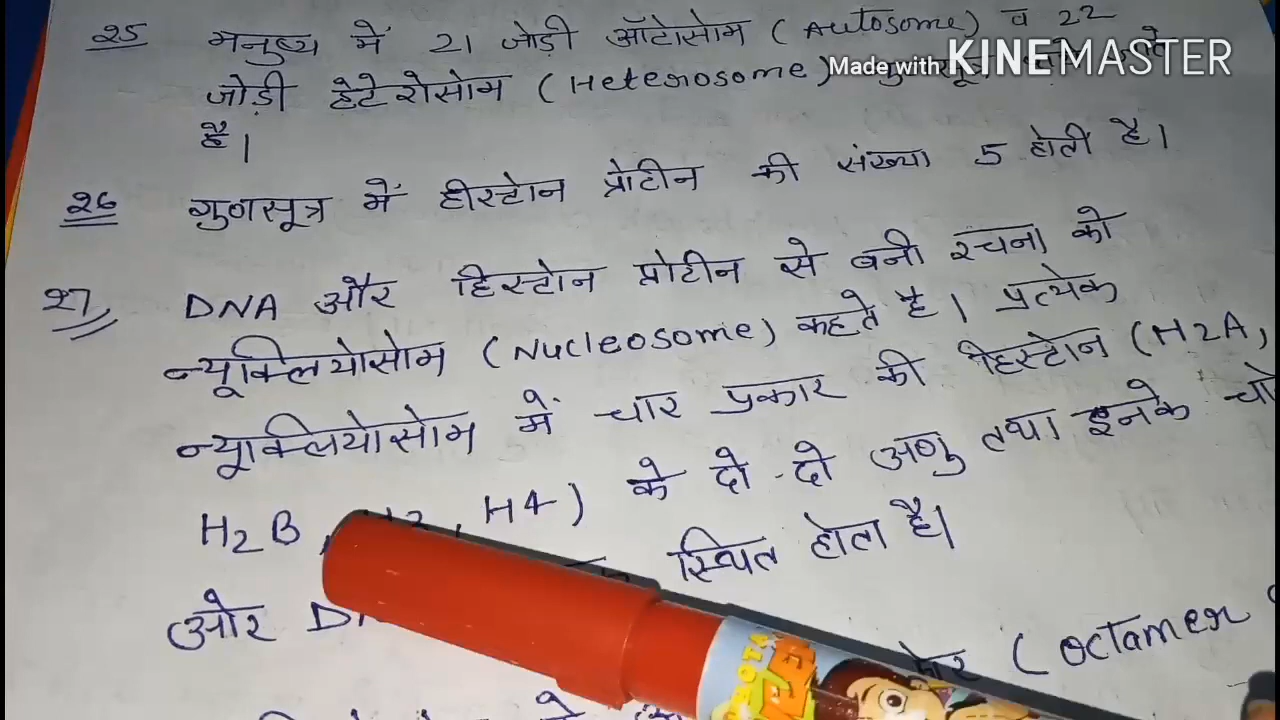 25 मनुष्य में 21 जोड़ी ऑटोसोम (Autosome) व 22
Made with KINEMASTER
जोड़ी हेटेरोसोम (Heterosome)
है।
26 गुणसूत्र में हीस्टोन प्रोटीन की संख्या 5 होती है।
27, DNA और हिस्टोन प्रोटीन से बनी रचना को
न्यूक्लियोसोम (Nucleosome) कहते है। प्रत्येक
न्यूक्लियोसोम में चार प्रकार की हिस्टोन (H2A,
H2B, H4) के दो-दो अणु तथा इनके
ओर स्थित होता है।
(Octamer